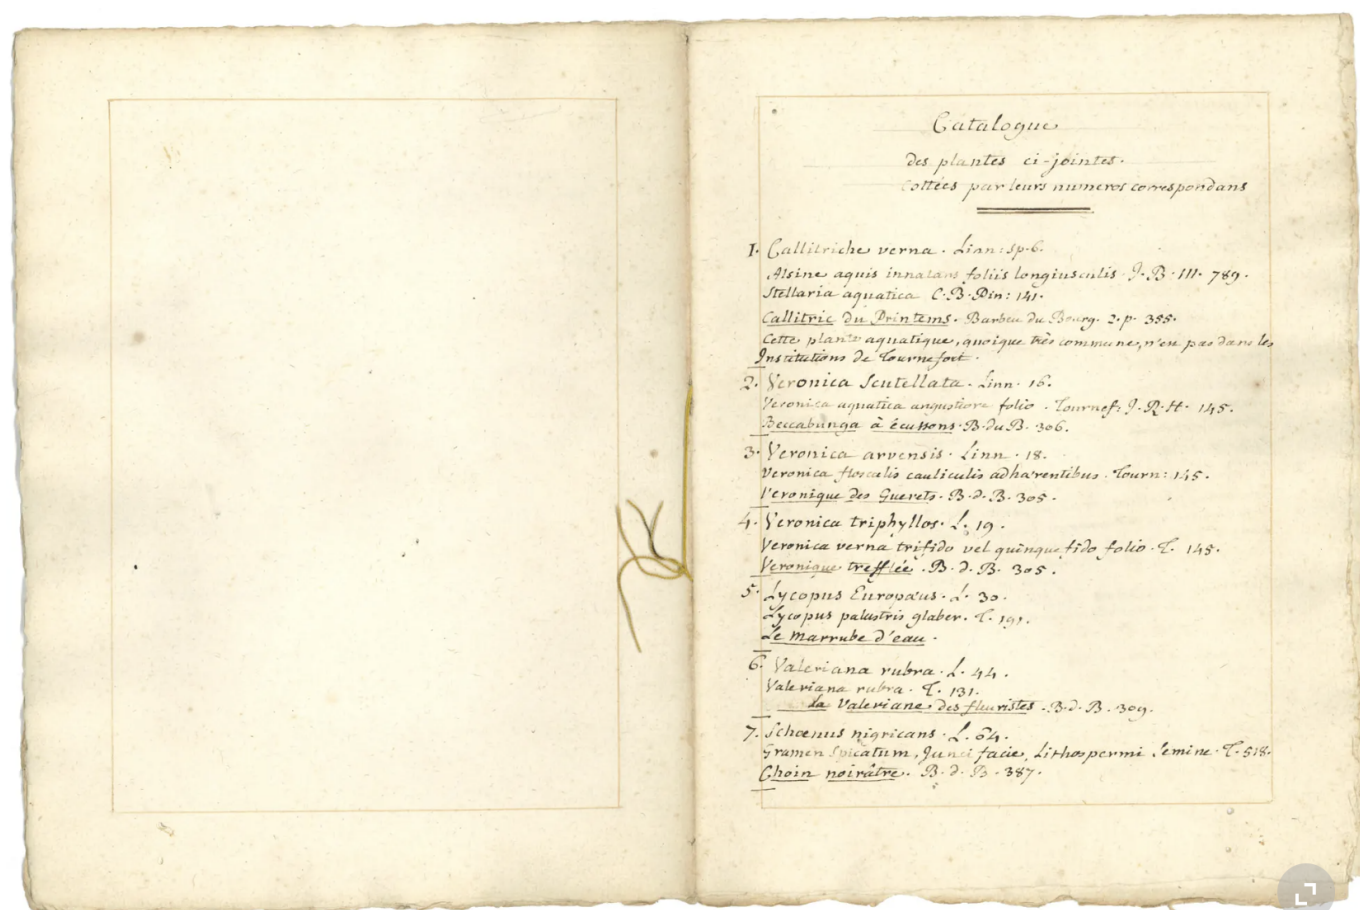 Catalogue
des plantes ci-jointes.
Cottées par leurs numeros correspondans
1. Callitriche verna. Linn: sp. 6.
Alsine aquis innatans foliis longiusculis. J. B. III. 789.
Stellaria aquatica C. B. Pin: 141.
Callitric du Printems. Barbeu du Bourg. 2. p. 355.
Cette plante aquatique, quoique très commune, n'en pas dans les
Institutions de Tournefort.
2. Veronica Scutellata. Linn. 16.
Veronica aquatica angustiore folio. Tournef: J. R. H. 145.
Beccabunga à écussons. B. du B. 306.
3. Veronica arvensis. Linn. 18.
Veronica flosculis cauliculis adhærentibus. Tourn: 145.
Veronique des Guerets. B. d. B. 305.
4. Veronica triphyllos. L. 19.
Veronica verna trifido vel quinquefido folio. T. 145.
Veronique trefflée. B. d. B. 305.
5. Lycopus Europæus. L. 30.
Lycopus palustris glaber. T. 191.
Le marrube d'eau.
6. Valeriana rubra. L. 44.
Valeriana rubra. T. 131.
La Valeriane des fleuristes. B. d. B. 309.
7. Schœnus nigricans. L. 64.
Gramen Spicatum, Junci facie, Lithospermi Semine. T. 518.
Choin noirâtre. B. d. B. 387.